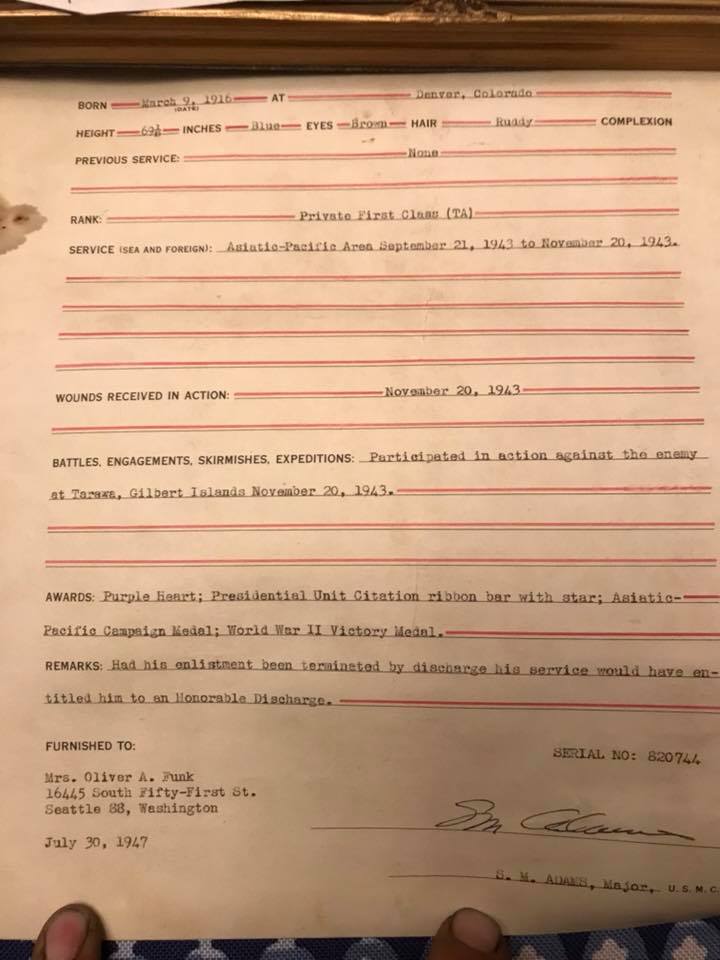 BORN March 9, 1916 AT Denver, Colorado
(DATE)
HEIGHT 69½ INCHES Blue EYES Brown HAIR Ruddy COMPLEXION
PREVIOUS SERVICE: None
RANK: Private First Class (TA)
SERVICE (SEA AND FOREIGN): Asiatic-Pacific Area September 21, 1943 to November 20, 1943.
WOUNDS RECEIVED IN ACTION: November 20, 1943
BATTLES, ENGAGEMENTS, SKIRMISHES, EXPEDITIONS: Participated in action against the enemy
at Tarawa, Gilbert Islands November 20, 1943.
AWARDS: Purple Heart; Presidential Unit Citation ribbon bar with star; Asiatic-
Pacific Campaign Medal; World War II Victory Medal.
REMARKS: Had his enlistment been terminated by discharge his service would have en-
titled him to an Honorable Discharge.
FURNISHED TO:
SERIAL NO: 820744
Mrs. Oliver A. Funk
16445 South Fifty-First St.
Seattle 88, Washington
July 30, 1947
S. M. ADAMS, Major, U. S. M. C.